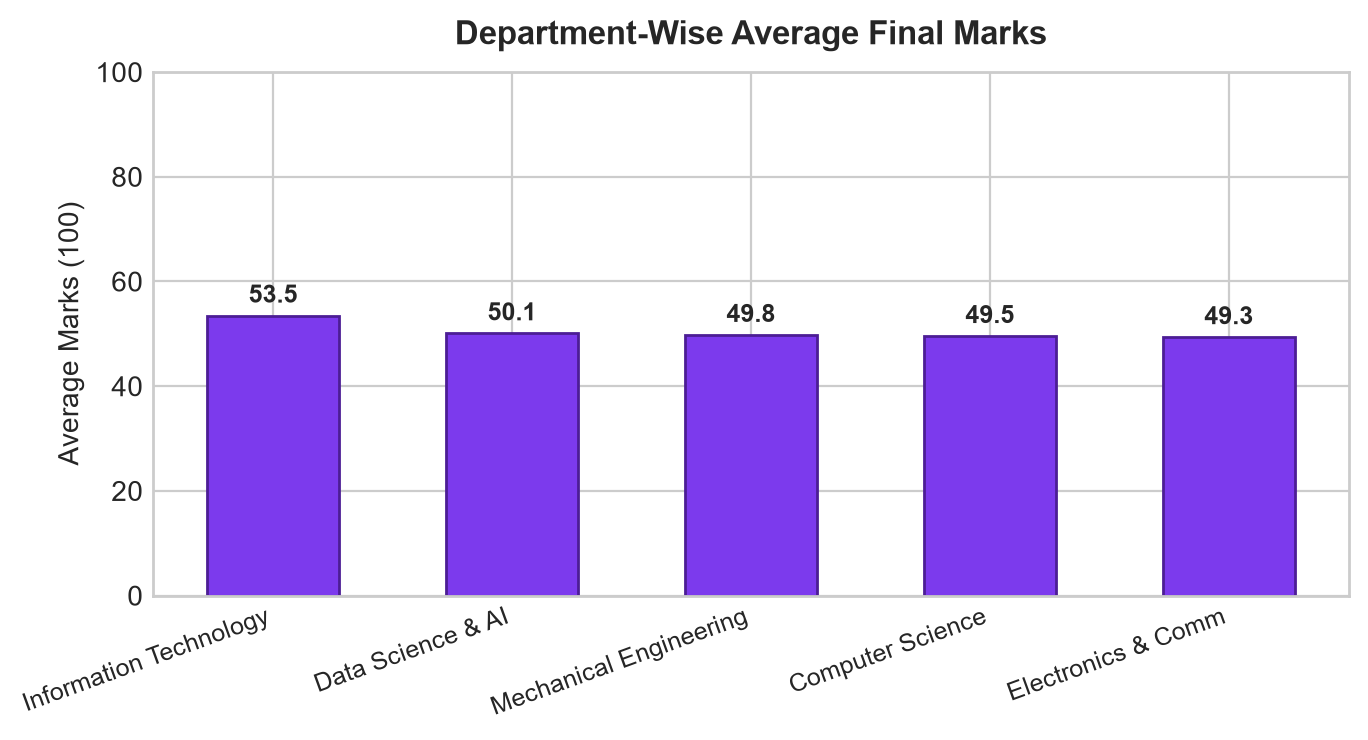 Department-Wise Average Final Marks
Average Marks (100)
100
80
60
40
20
0
53.5
50.1
49.8
49.5
49.3
Information Technology
Data Science & AI
Mechanical Engineering
Computer Science
Electronics & Comm